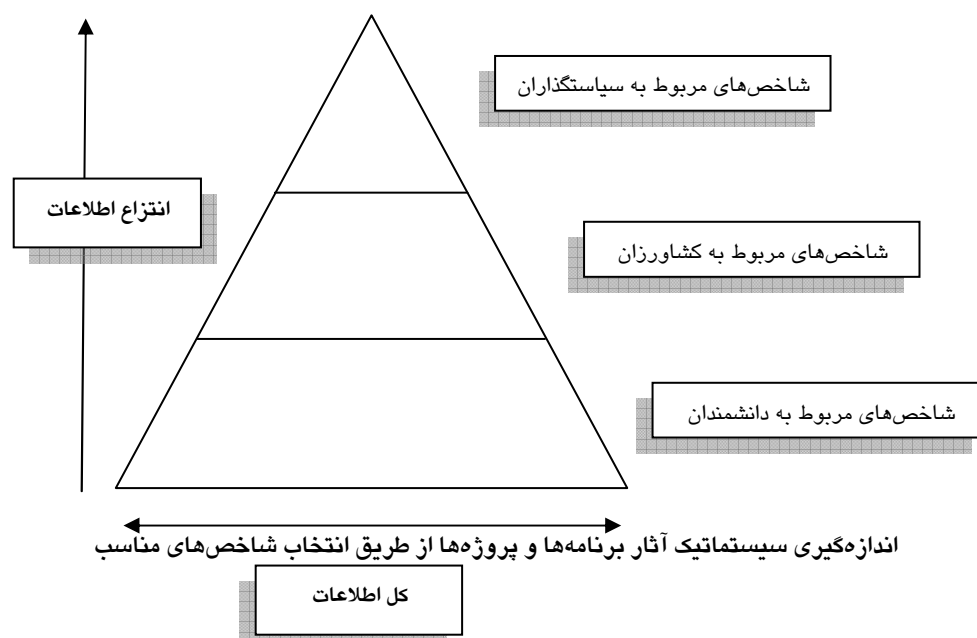 شاخص‌های مربوط به سیاستگذاران
انتزاع اطلاعات
شاخص‌های مربوط به کشاورزان
شاخص‌های مربوط به دانشمندان
اندازه‌گیری سیستماتیک آثار برنامه‌ها و پروژه‌ها از طریق انتخاب شاخص‌های مناسب
کل اطلاعات